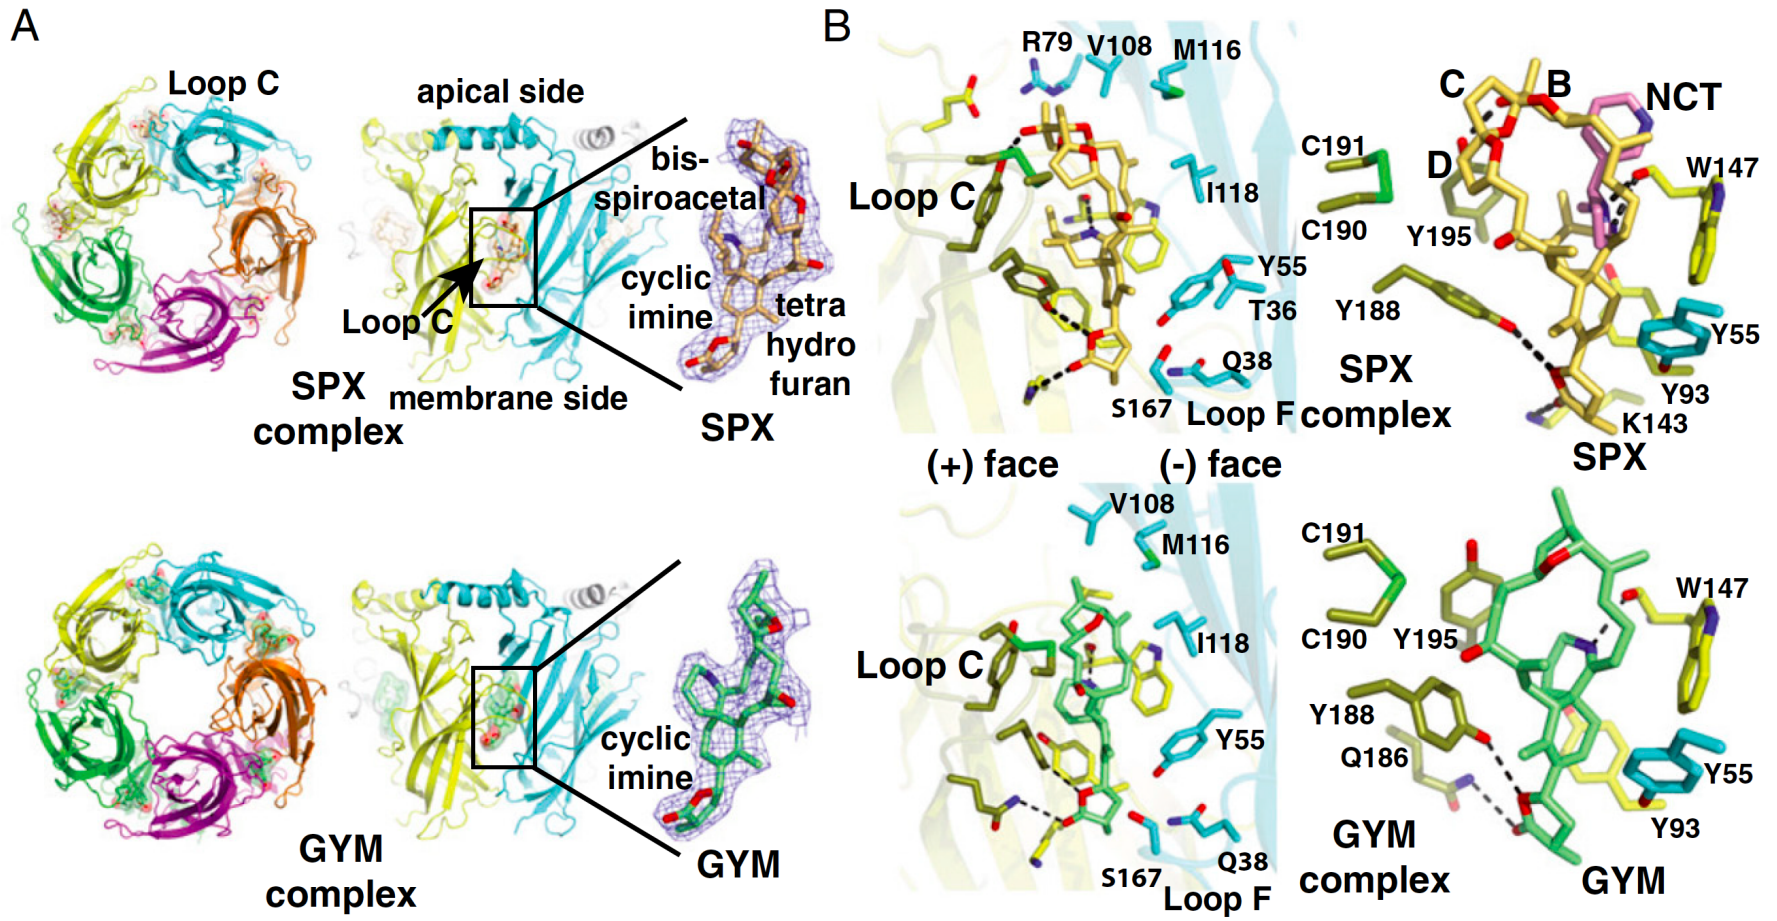 A
Loop C
apical side
bis-
spiroacetal
cyclic
imine
tetra
hydro
furan
Loop C
membrane side
SPX
complex
SPX
B
R79
V108
M116
Loop C
I118
Y55
T36
Q38
S167
Loop F
(+) face
(-) face
C
B
NCT
C191
D
W147
C190
Y195
Y188
Y55
SPX
complex
Y93
K143
SPX
cyclic
imine
GYM
complex
GYM
V108
M116
I118
Loop C
Y55
Q38
S167
Loop F
C191
W147
C190
Y195
Y188
Q186
Y55
Y93
GYM
complex
GYM